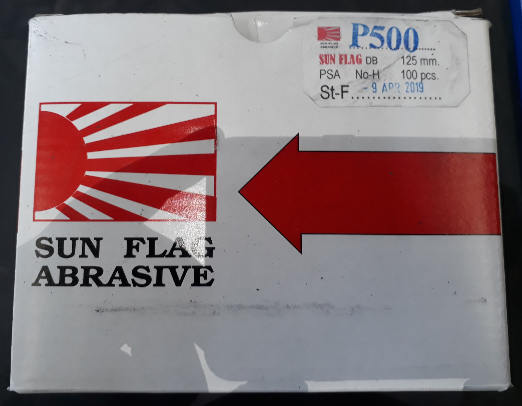 P500
SUN FLAG DB 125 mm.
PSA No-H 100 pcs.
St-F - 9 APR 2019
SUN FLAG
ABRASIVE